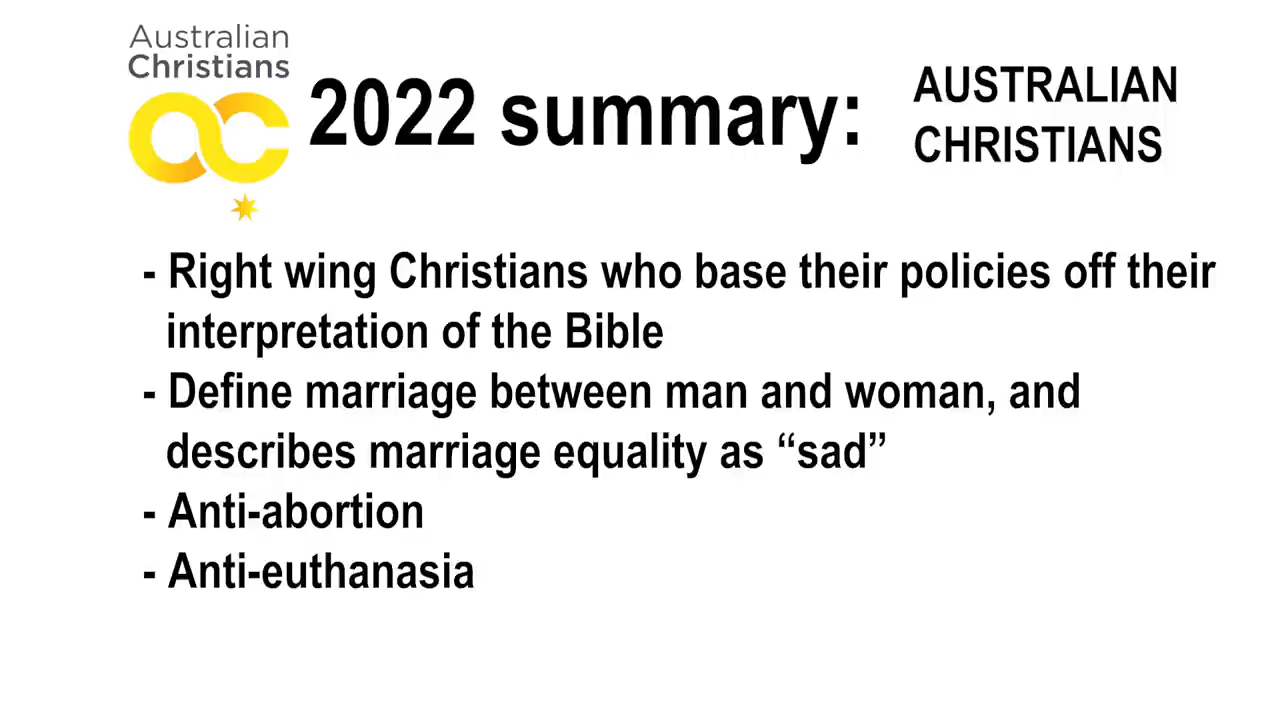 Australian
Christians
2022 summary:
AUSTRALIAN
CHRISTIANS
- Right wing Christians who base their policies off their
interpretation of the Bible
- Define marriage between man and woman, and
describes marriage equality as “sad”
- Anti-abortion
- Anti-euthanasia